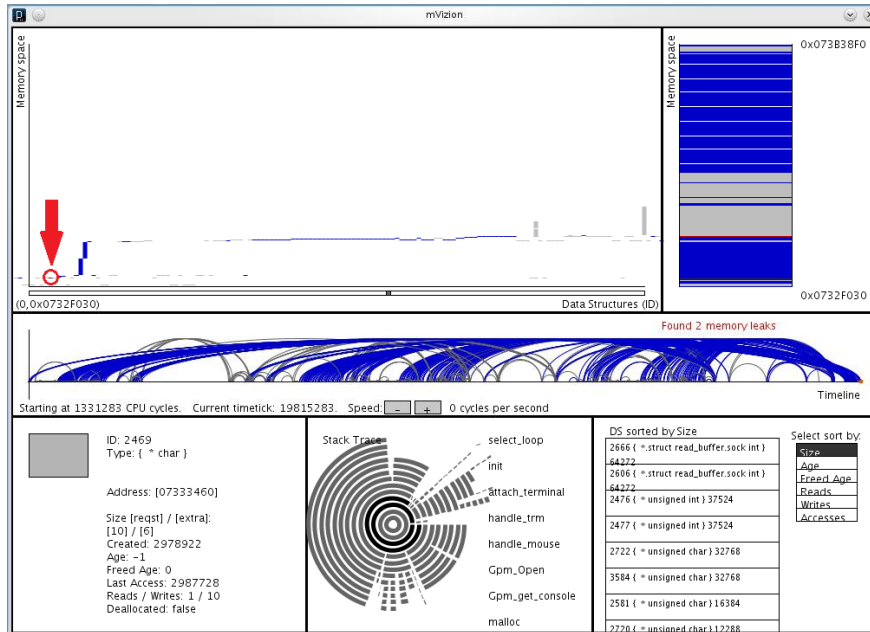 mVizion
Memory space
(0,0x0732F030)
Data Structures (ID)
Memory space
0x073B38F0
0x0732F030
Found 2 memory leaks
Timeline
Starting at 1331283 CPU cycles. Current timetick: 19815283. Speed: - + 0 cycles per second
ID: 2469
Type: { * char }
Address: [07333460]
Size [reqst] / [extra]:
[10] / [6]
Created: 2978922
Age: -1
Freed Age: 0
Last Access: 2987728
Reads / Writes: 1 / 10
Deallocated: false
Stack Trace
select_loop
init
attach_terminal
handle_trm
handle_mouse
Gpm_Open
Gpm_get_console
malloc
DS sorted by Size
2666 { *.struct read_buffer.sock int }
64272
2606 { *.struct read_buffer.sock int }
64272
2476 { * unsigned int } 37524
2477 { * unsigned int } 37524
2722 { * unsigned char } 32768
3584 { * unsigned char } 32768
2581 { * unsigned char } 16384
2720 { * unsigned char } 12288
Select sort by:
Size
Age
Freed Age
Reads
Writes
Accesses